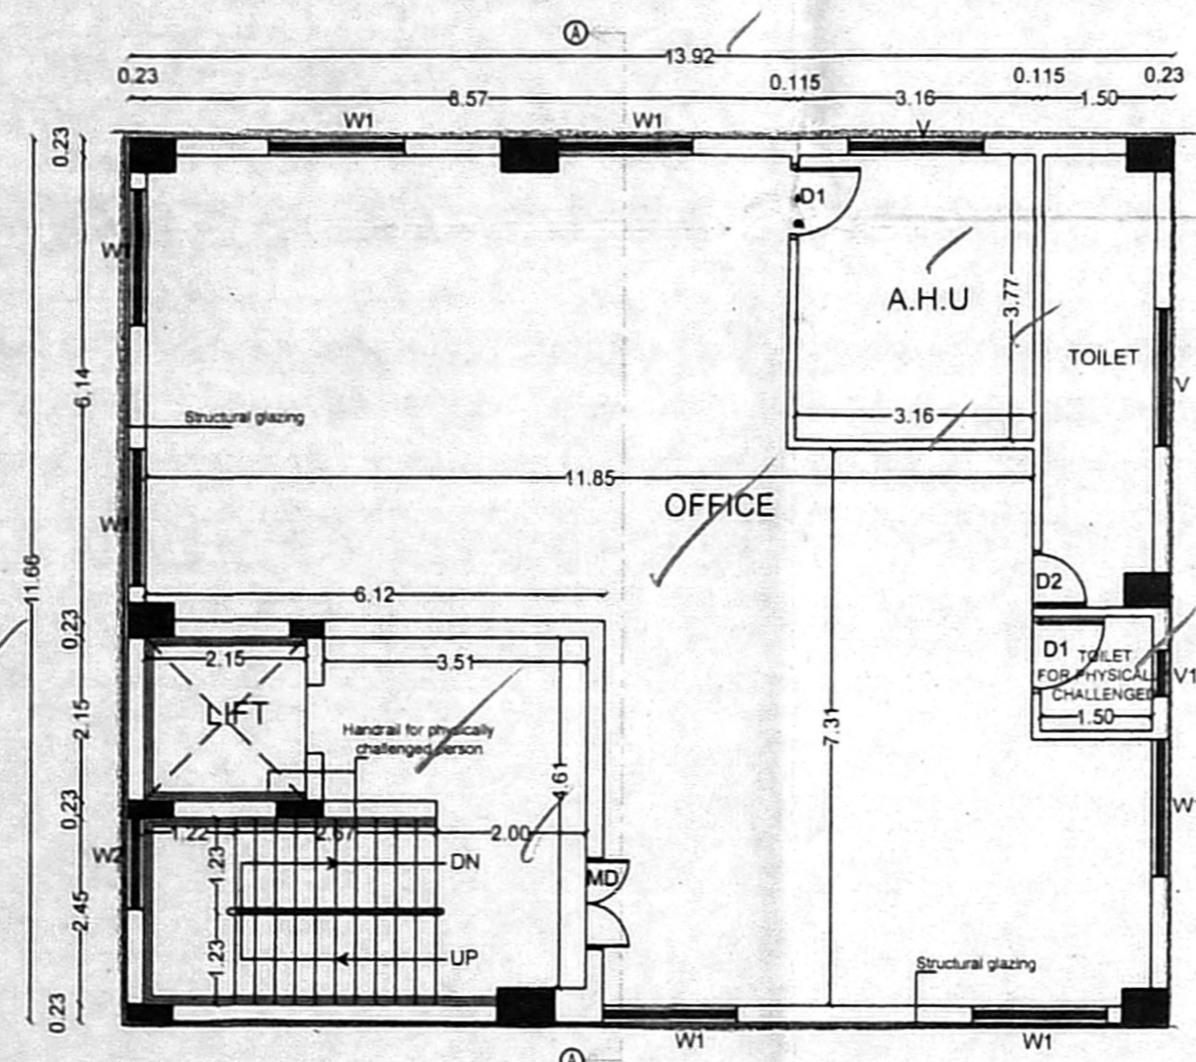 A
13.92
0.23
0.115
0.115
0.23
8.57
3.16
1.50
W1
W1
V
0.23
D1
W1
A.H.U
3.77
TOILET
V
6.14
Structural glazing
3.16
11.85
OFFICE
W1
11.66
D2
6.12
0.23
D1
TOILET
FOR PHYSICAL
CHALLENGED
V1
2.15
3.51
LIFT
1.50
2.15
Handrail for physically
challenged person
7.31
4.61
0.23
W
1.22
2.67
2.00
W2
1.23
DN
MD
2.45
1.23
UP
Structural glazing
0.23
W1
W1
A